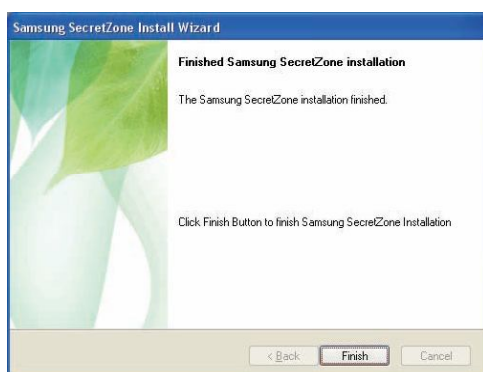 Samsung SecretZone Install Wizard
Finished Samsung SecretZone installation
The Samsung SecretZone installation finished.
Click Finish Button to finish Samsung SecretZone Installation
< Back
Finish
Cancel